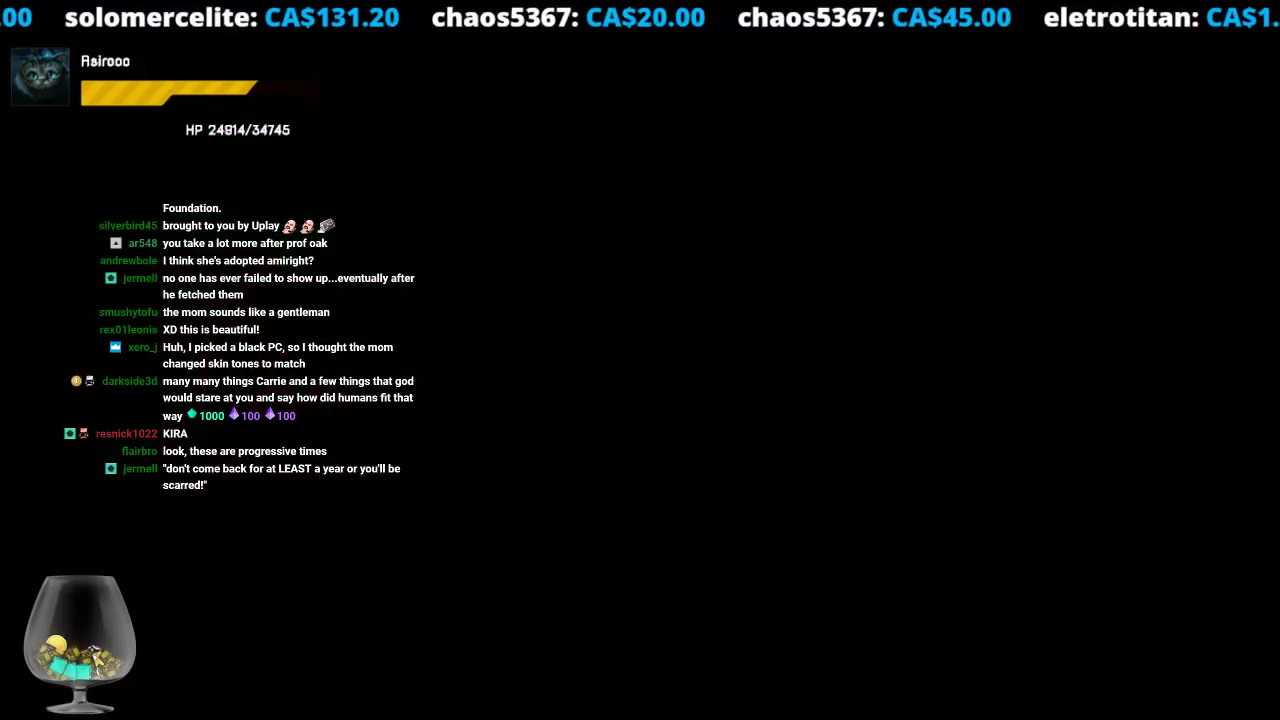 .00 solomercelite: CA$131.20 chaos5367: CA$20.00 chaos5367: CA$45.00 eletrotitan: CA$1.
Asirooo
HP 24814/34745
Foundation.
silverbird45 brought to you by Uplay
ar548 you take a lot more after prof oak
andrewbole I think she's adopted amiright?
jermell no one has ever failed to show up...eventually after
he fetched them
smushytofu the mom sounds like a gentleman
rex01leonis XD this is beautiful!
xero_j Huh, I picked a black PC, so I thought the mom
changed skin tones to match
darkside3d many many things Carrie and a few things that god
would stare at you and say how did humans fit that
way 1000 100 100
resnick1022 KIRA
flairbro look, these are progressive times
jermell "don't come back for at LEAST a year or you'll be
scarred!"